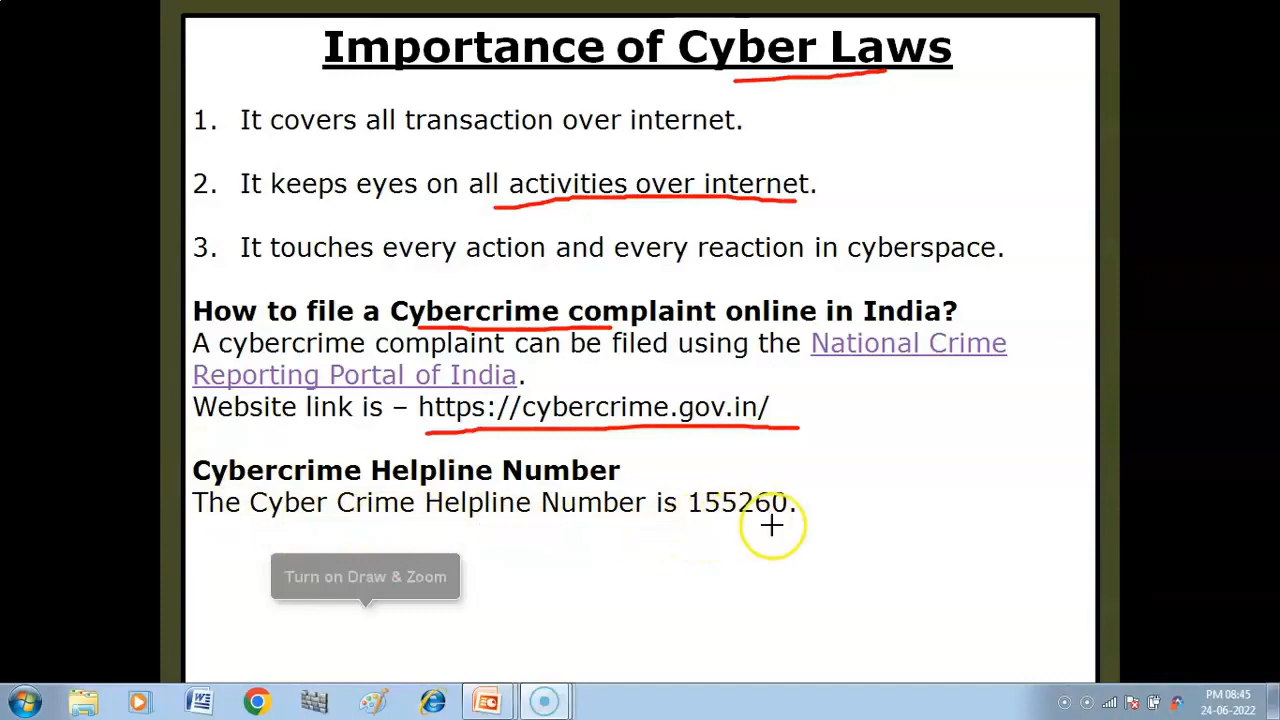 Importance of Cyber Laws
1. It covers all transaction over internet.
2. It keeps eyes on all activities over internet.
3. It touches every action and every reaction in cyberspace.
How to file a Cybercrime complaint online in India?
A cybercrime complaint can be filed using the National Crime
Reporting Portal of India.
Website link is – https://cybercrime.gov.in/
Cybercrime Helpline Number
The Cyber Crime Helpline Number is 155260.
Turn on Draw & Zoom
PM 08:45
24-06-2022